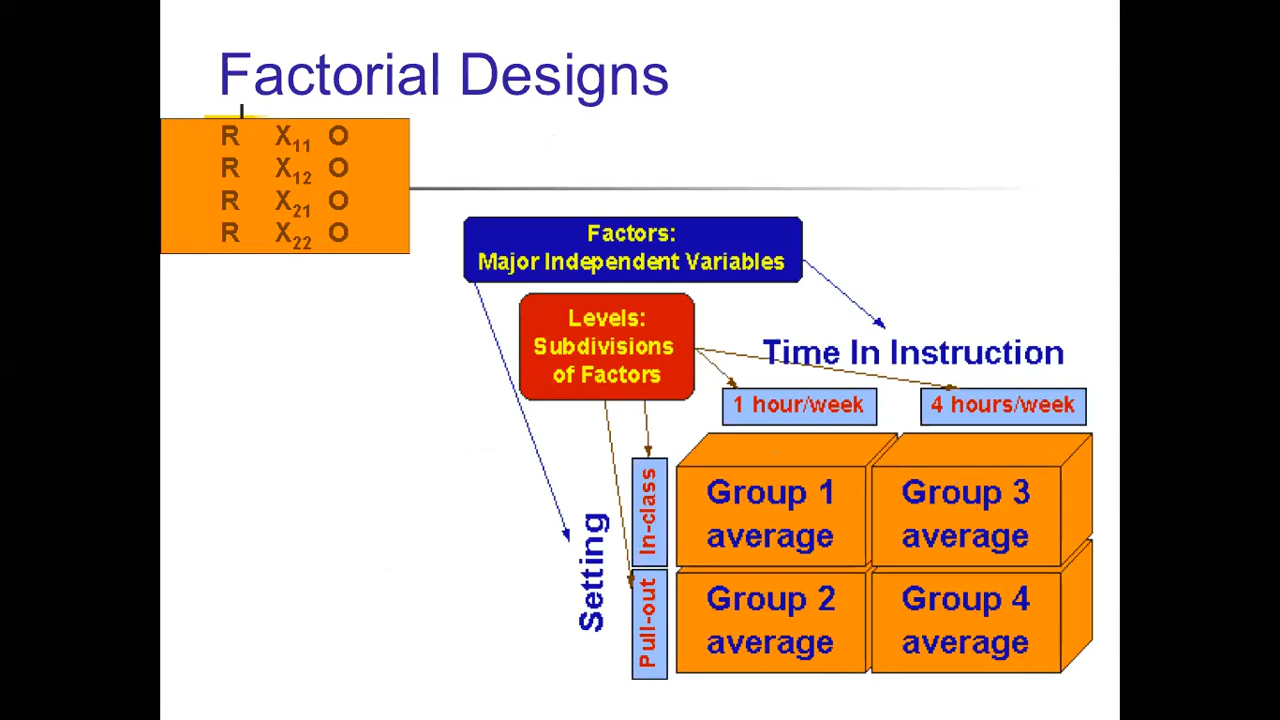 Factorial Designs
R X11 O
R X12 O
R X21 O
R X22 O
Factors:
Major Independent Variables
Levels:
Subdivisions
of Factors
Time In Instruction
1 hour/week
4 hours/week
Setting
In-class
Pull-out
Group 1
average
Group 3
average
Group 2
average
Group 4
average